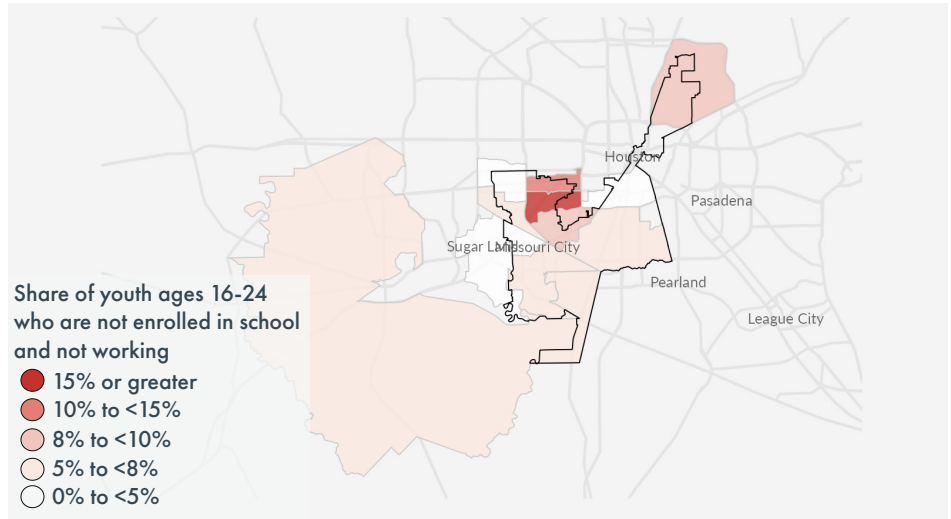 Houston
Pasadena
Sugar Land
Missouri City
Pearland
League City
Share of youth ages 16-24
who are not enrolled in school
and not working
15% or greater
10% to <15%
8% to <10%
5% to <8%
0% to <5%